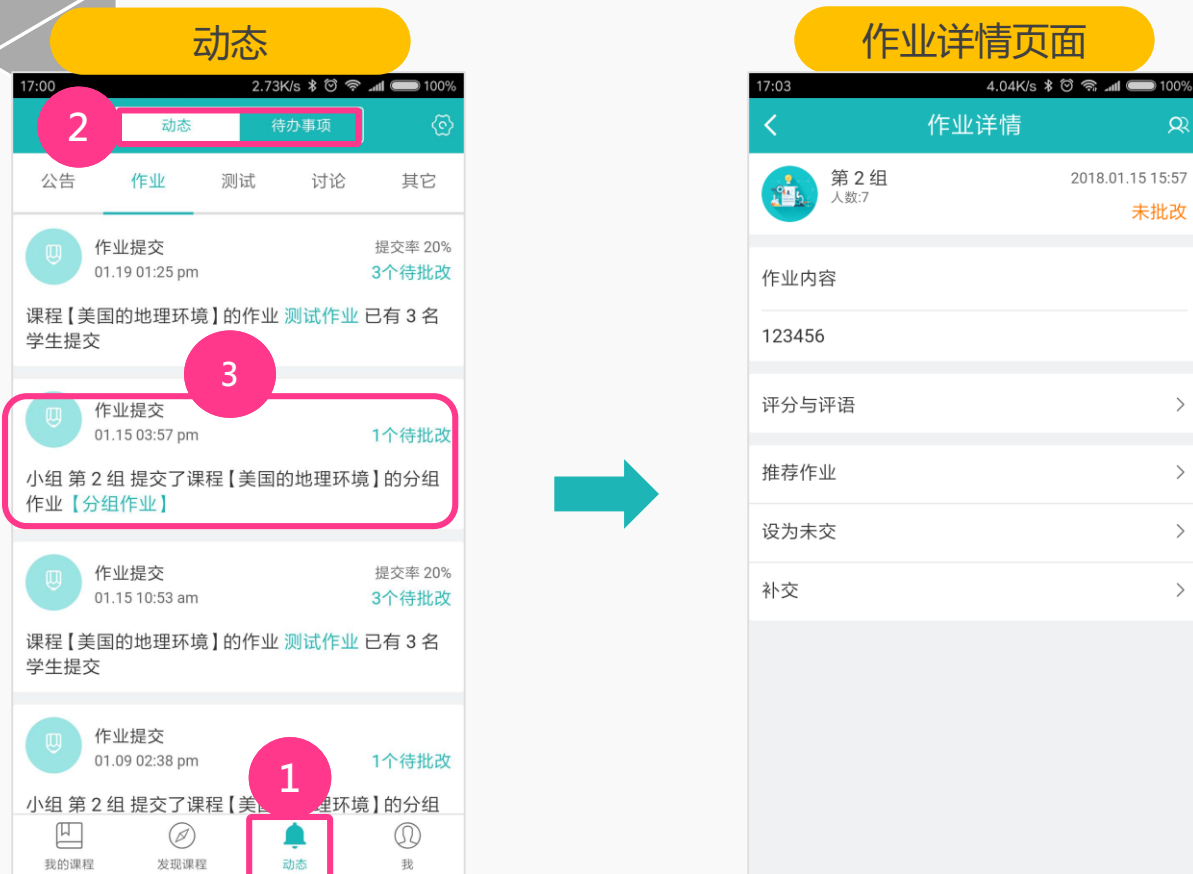 动态
17:00
2.73K/s
100%
2
动态
待办事项
公告
作业
测试
讨论
其它
作业提交
提交率 20%
01.19 01:25 pm
3个待批改
课程【美国的地理环境】的作业 测试作业 已有 3 名
学生提交
3
作业提交
01.15 03:57 pm
1个待批改
小组 第 2 组 提交了课程【美国的地理环境】的分组
作业【分组作业】
作业提交
提交率 20%
01.15 10:53 am
3个待批改
课程【美国的地理环境】的作业 测试作业 已有 3 名
学生提交
作业提交
01.09 02:38 pm
1个待批改
1
小组 第 2 组 提交了课程【美 理环境】的分组
我的课程
发现课程
动态
我
作业详情页面
17:03
4.04K/s
100%
作业详情
第 2 组
2018.01.15 15:57
人数:7
未批改
作业内容
123456
评分与评语
推荐作业
设为未交
补交